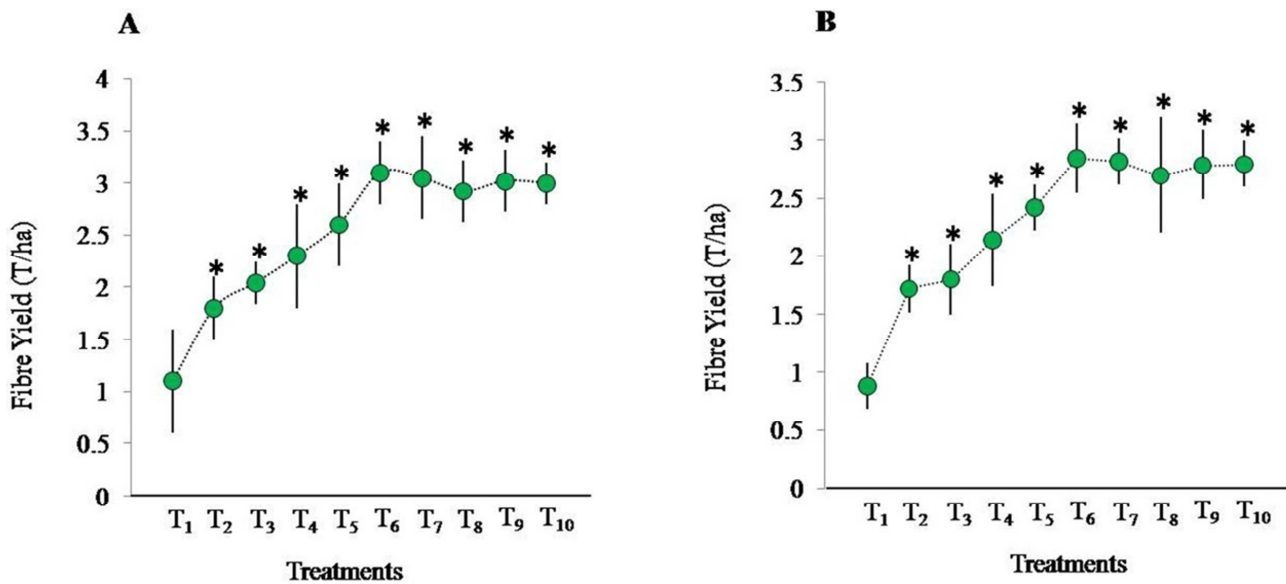 A
Fibre Yield (T/ha)
4
3.5
3
2.5
2
1.5
1
0.5
0
* * * * * * * * *
T1 T2 T3 T4 T5 T6 T7 T8 T9 T10
Treatments
B
Fibre Yield (T/ha)
3.5
3
2.5
2
1.5
1
0.5
0
* * * * * * * * *
T1 T2 T3 T4 T5 T6 T7 T8 T9 T10
Treatments